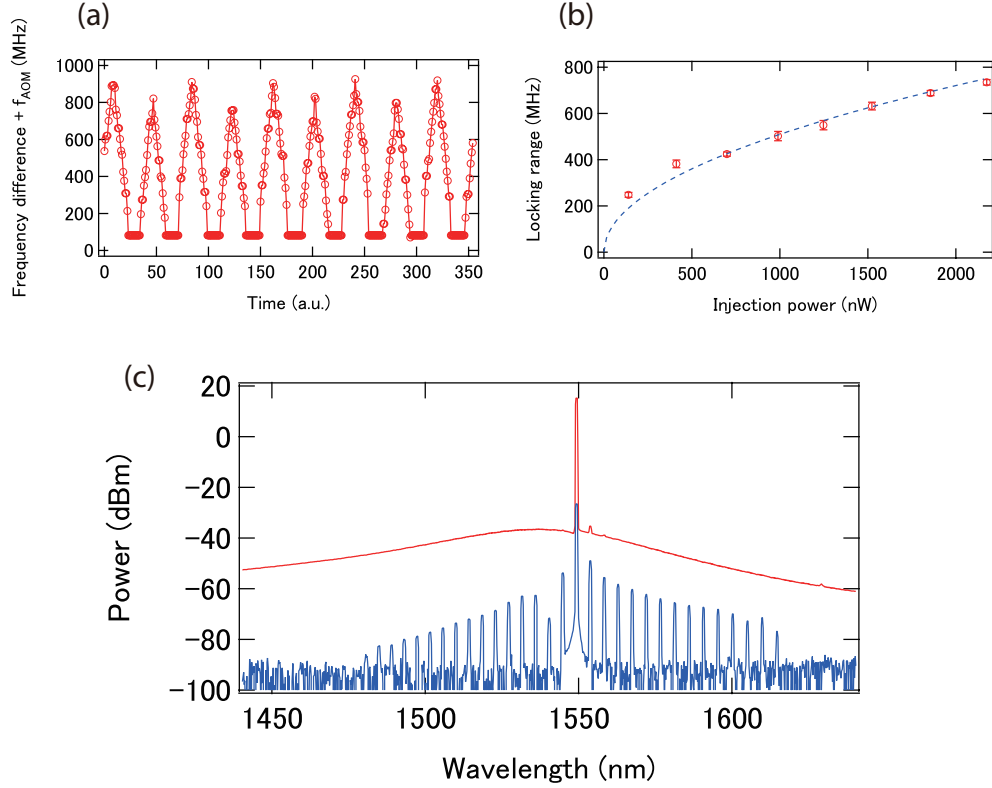 (a)
Frequency difference + f_AOM (MHz)
1000
800
600
400
200
0
0 50 100 150 200 250 300 350
Time (a.u.)
(b)
Locking range (MHz)
800
600
400
200
0
0 500 1000 1500 2000
Injection power (nW)
(c)
Power (dBm)
20
0
−20
−40
−60
−80
−100
1450 1500 1550 1600
Wavelength (nm)